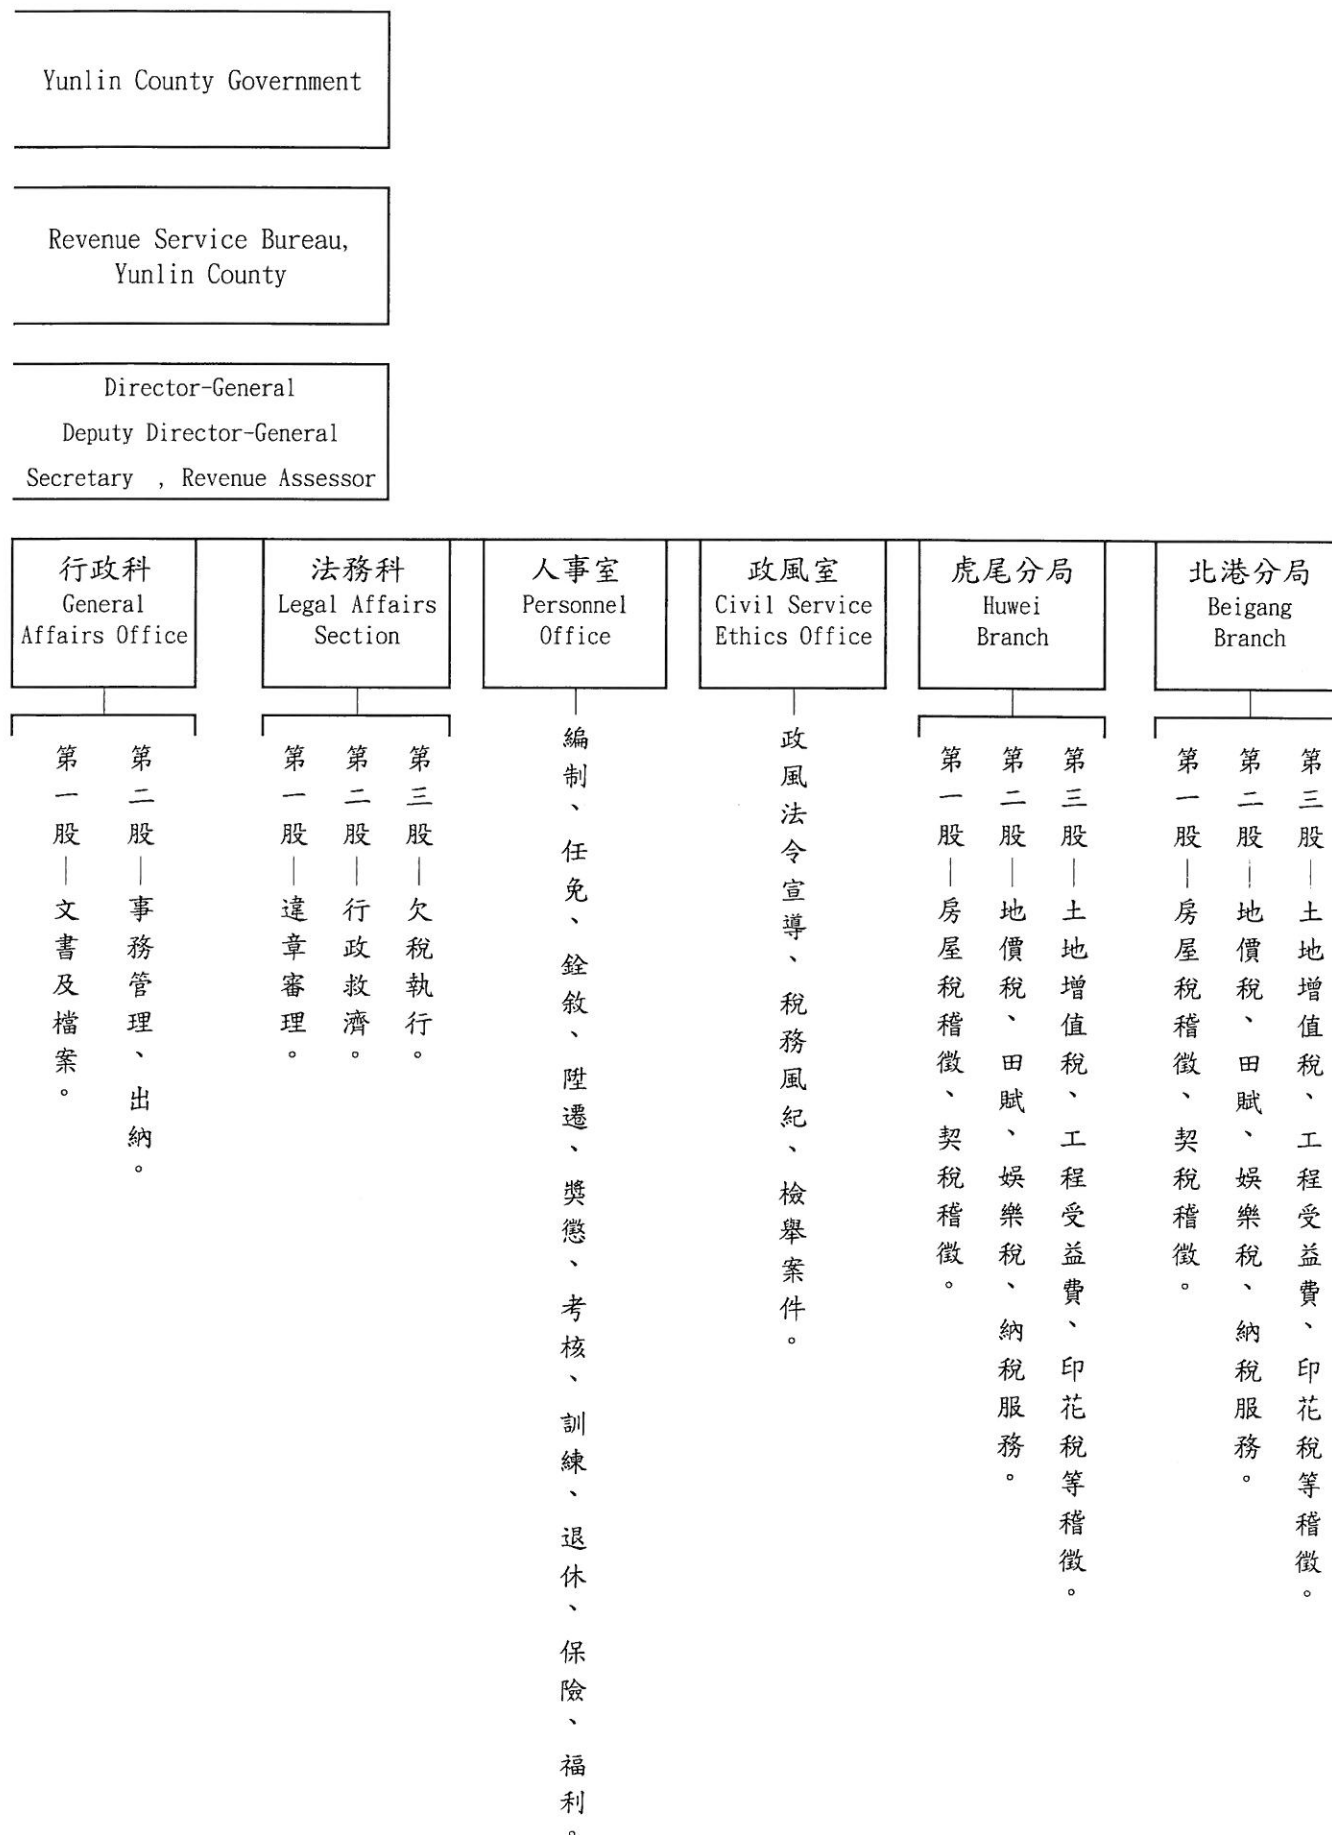 Yunlin County Government
Revenue Service Bureau,
Yunlin County
Director-General
Deputy Director-General
Secretary , Revenue Assessor
行政科
General
Affairs Office
法務科
Legal Affairs
Section
人事室
Personnel
Office
政風室
Civil Service
Ethics Office
虎尾分局
Huwei
Branch
北港分局
Beigang
Branch
第一股—文書及檔案。
第二股—事務管理、出納。
第一股—違章審理。
第二股—行政救濟。
第三股—欠稅執行。
編制、任免、銓敘、陞遷、獎懲、考核、訓練、退休、保險、福利。
政風法令宣導、稅務風紀、檢舉案件。
第一股—房屋稅稽徵、契稅稽徵。
第二股—地價稅、田賦、娛樂稅、納稅服務。
第三股—土地增值稅、工程受益費、印花稅等稽徵。
第一股—房屋稅稽徵、契稅稽徵。
第二股—地價稅、田賦、娛樂稅、納稅服務。
第三股—土地增值稅、工程受益費、印花稅等稽徵。